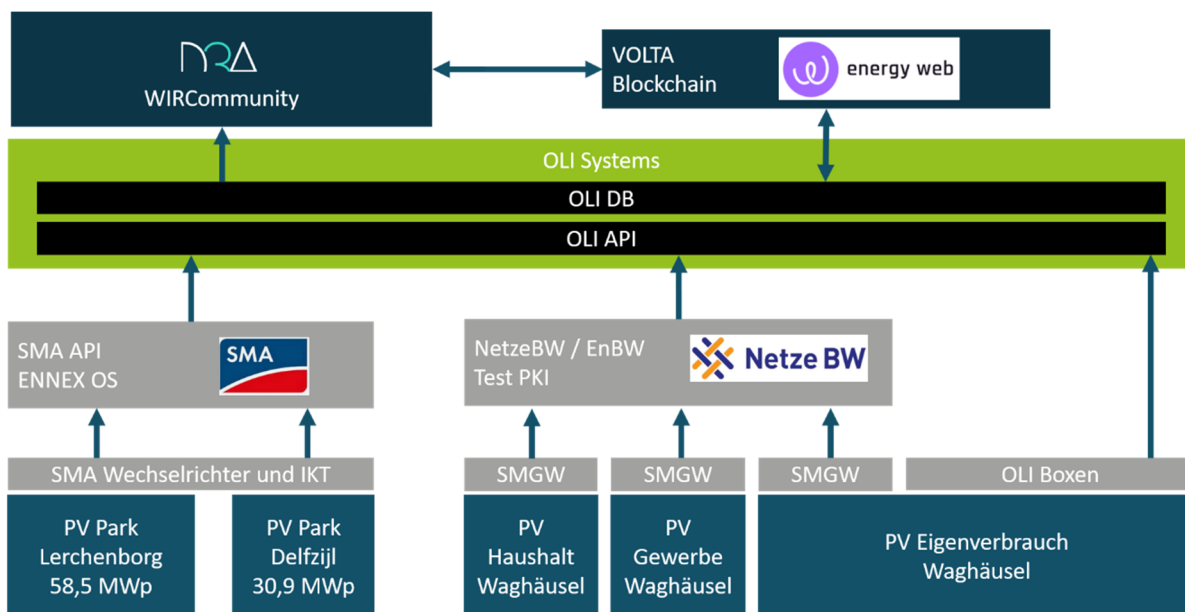 WIRCommunity
VOLTA
Blockchain
energy web
OLI Systems
OLI DB
OLI API
SMA API
ENNEX OS
SMA
NetzeBW / EnBW
Test PKI
Netze BW
SMA Wechselrichter und IKT
SMGW
SMGW
SMGW
OLI Boxen
PV Park
Lerchenborg
58,5 MWp
PV Park
Delfzijl
30,9 MWp
PV
Haushalt
Waghäusel
PV
Gewerbe
Waghäusel
PV Eigenverbrauch
Waghäusel